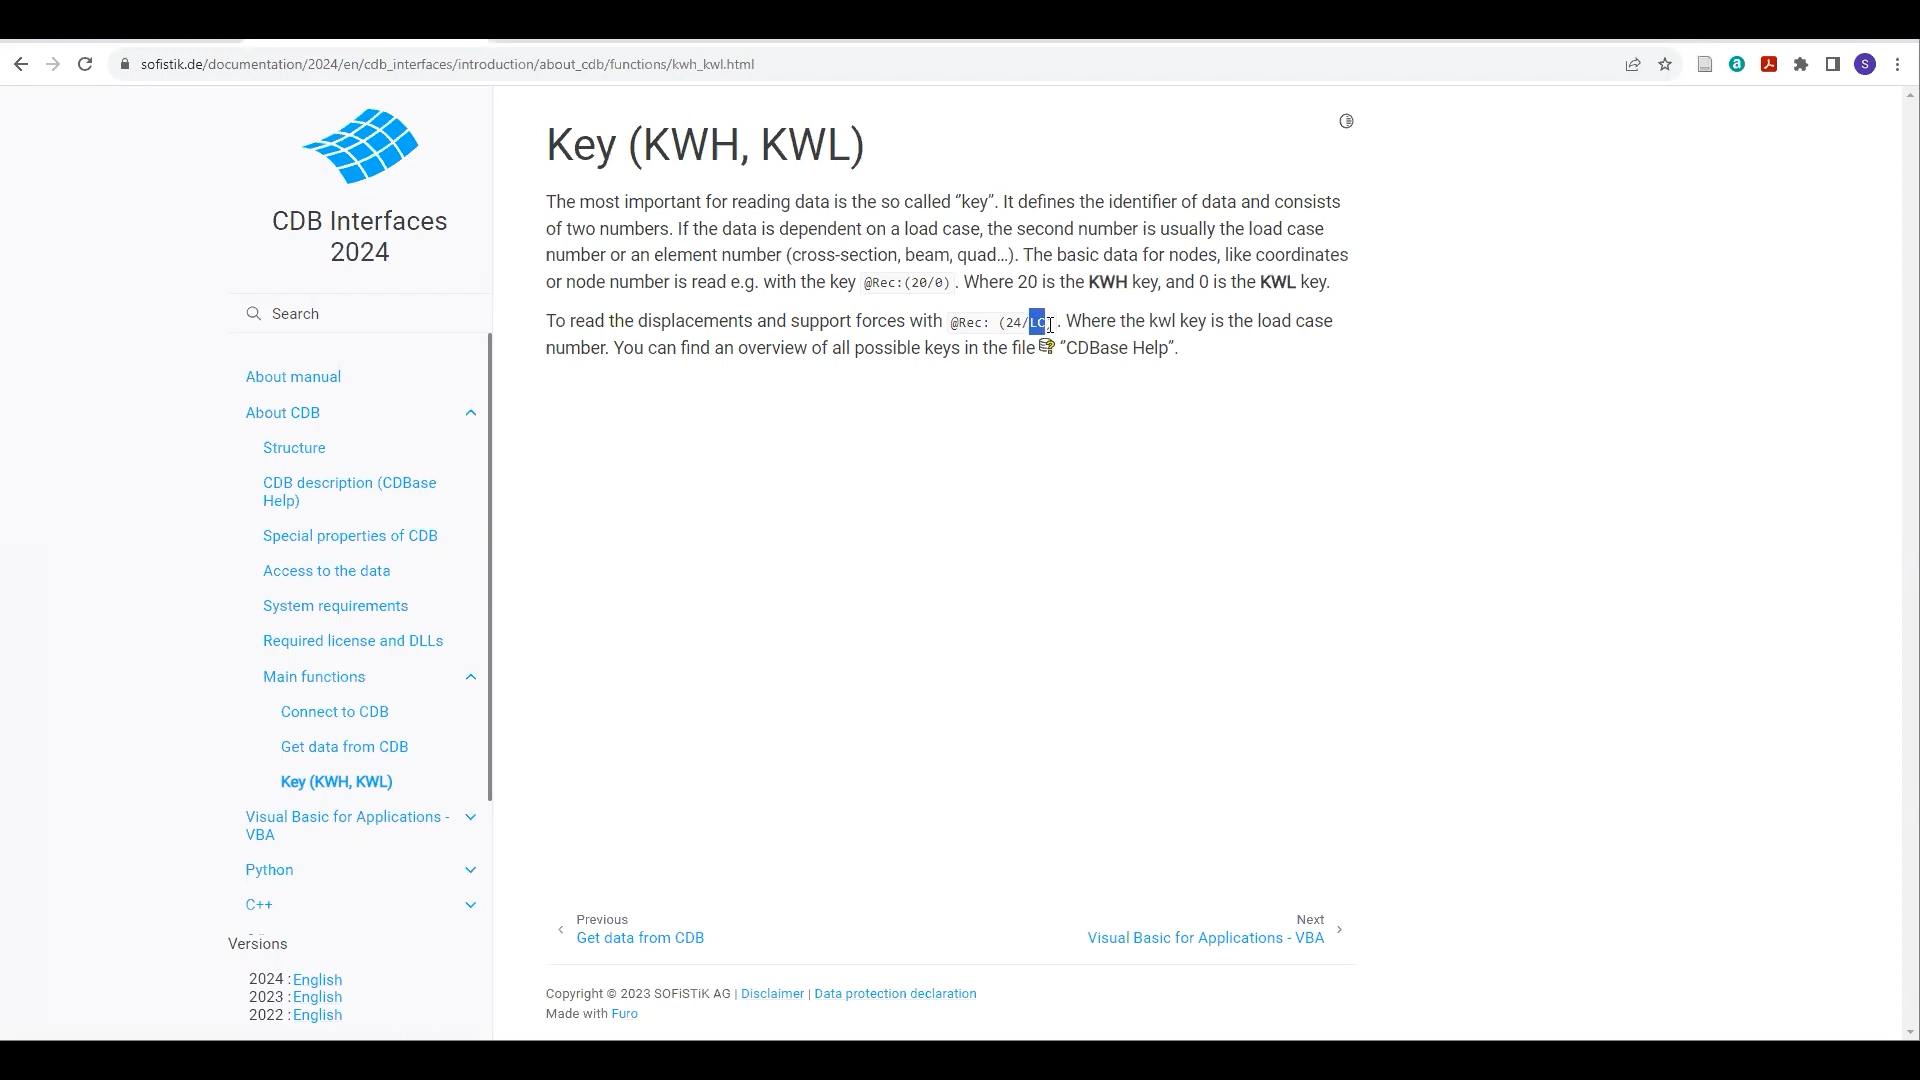 sofistik.de/documentation/2024/en/cdb_interfaces/introduction/about_cdb/functions/kwh_kwl.html
S
CDB Interfaces
2024
Search
About manual
About CDB
Structure
CDB description (CDBase
Help)
Special properties of CDB
Access to the data
System requirements
Required license and DLLs
Main functions
Connect to CDB
Get data from CDB
Key (KWH, KWL)
Visual Basic for Applications -
VBA
Python
C++
Versions
2024 : English
2023 : English
2022 : English
Key (KWH, KWL)
The most important for reading data is the so called “key”. It defines the identifier of data and consists
of two numbers. If the data is dependent on a load case, the second number is usually the load case
number or an element number (cross-section, beam, quad…). The basic data for nodes, like coordinates
or node number is read e.g. with the key @Rec:(20/0) . Where 20 is the KWH key, and 0 is the KWL key.
To read the displacements and support forces with @Rec: (24/LC) . Where the kwl key is the load case
number. You can find an overview of all possible keys in the file “CDBase Help”.
Previous
Get data from CDB
Next
Visual Basic for Applications - VBA
Copyright © 2023 SOFiSTiK AG | Disclaimer | Data protection declaration
Made with Furo